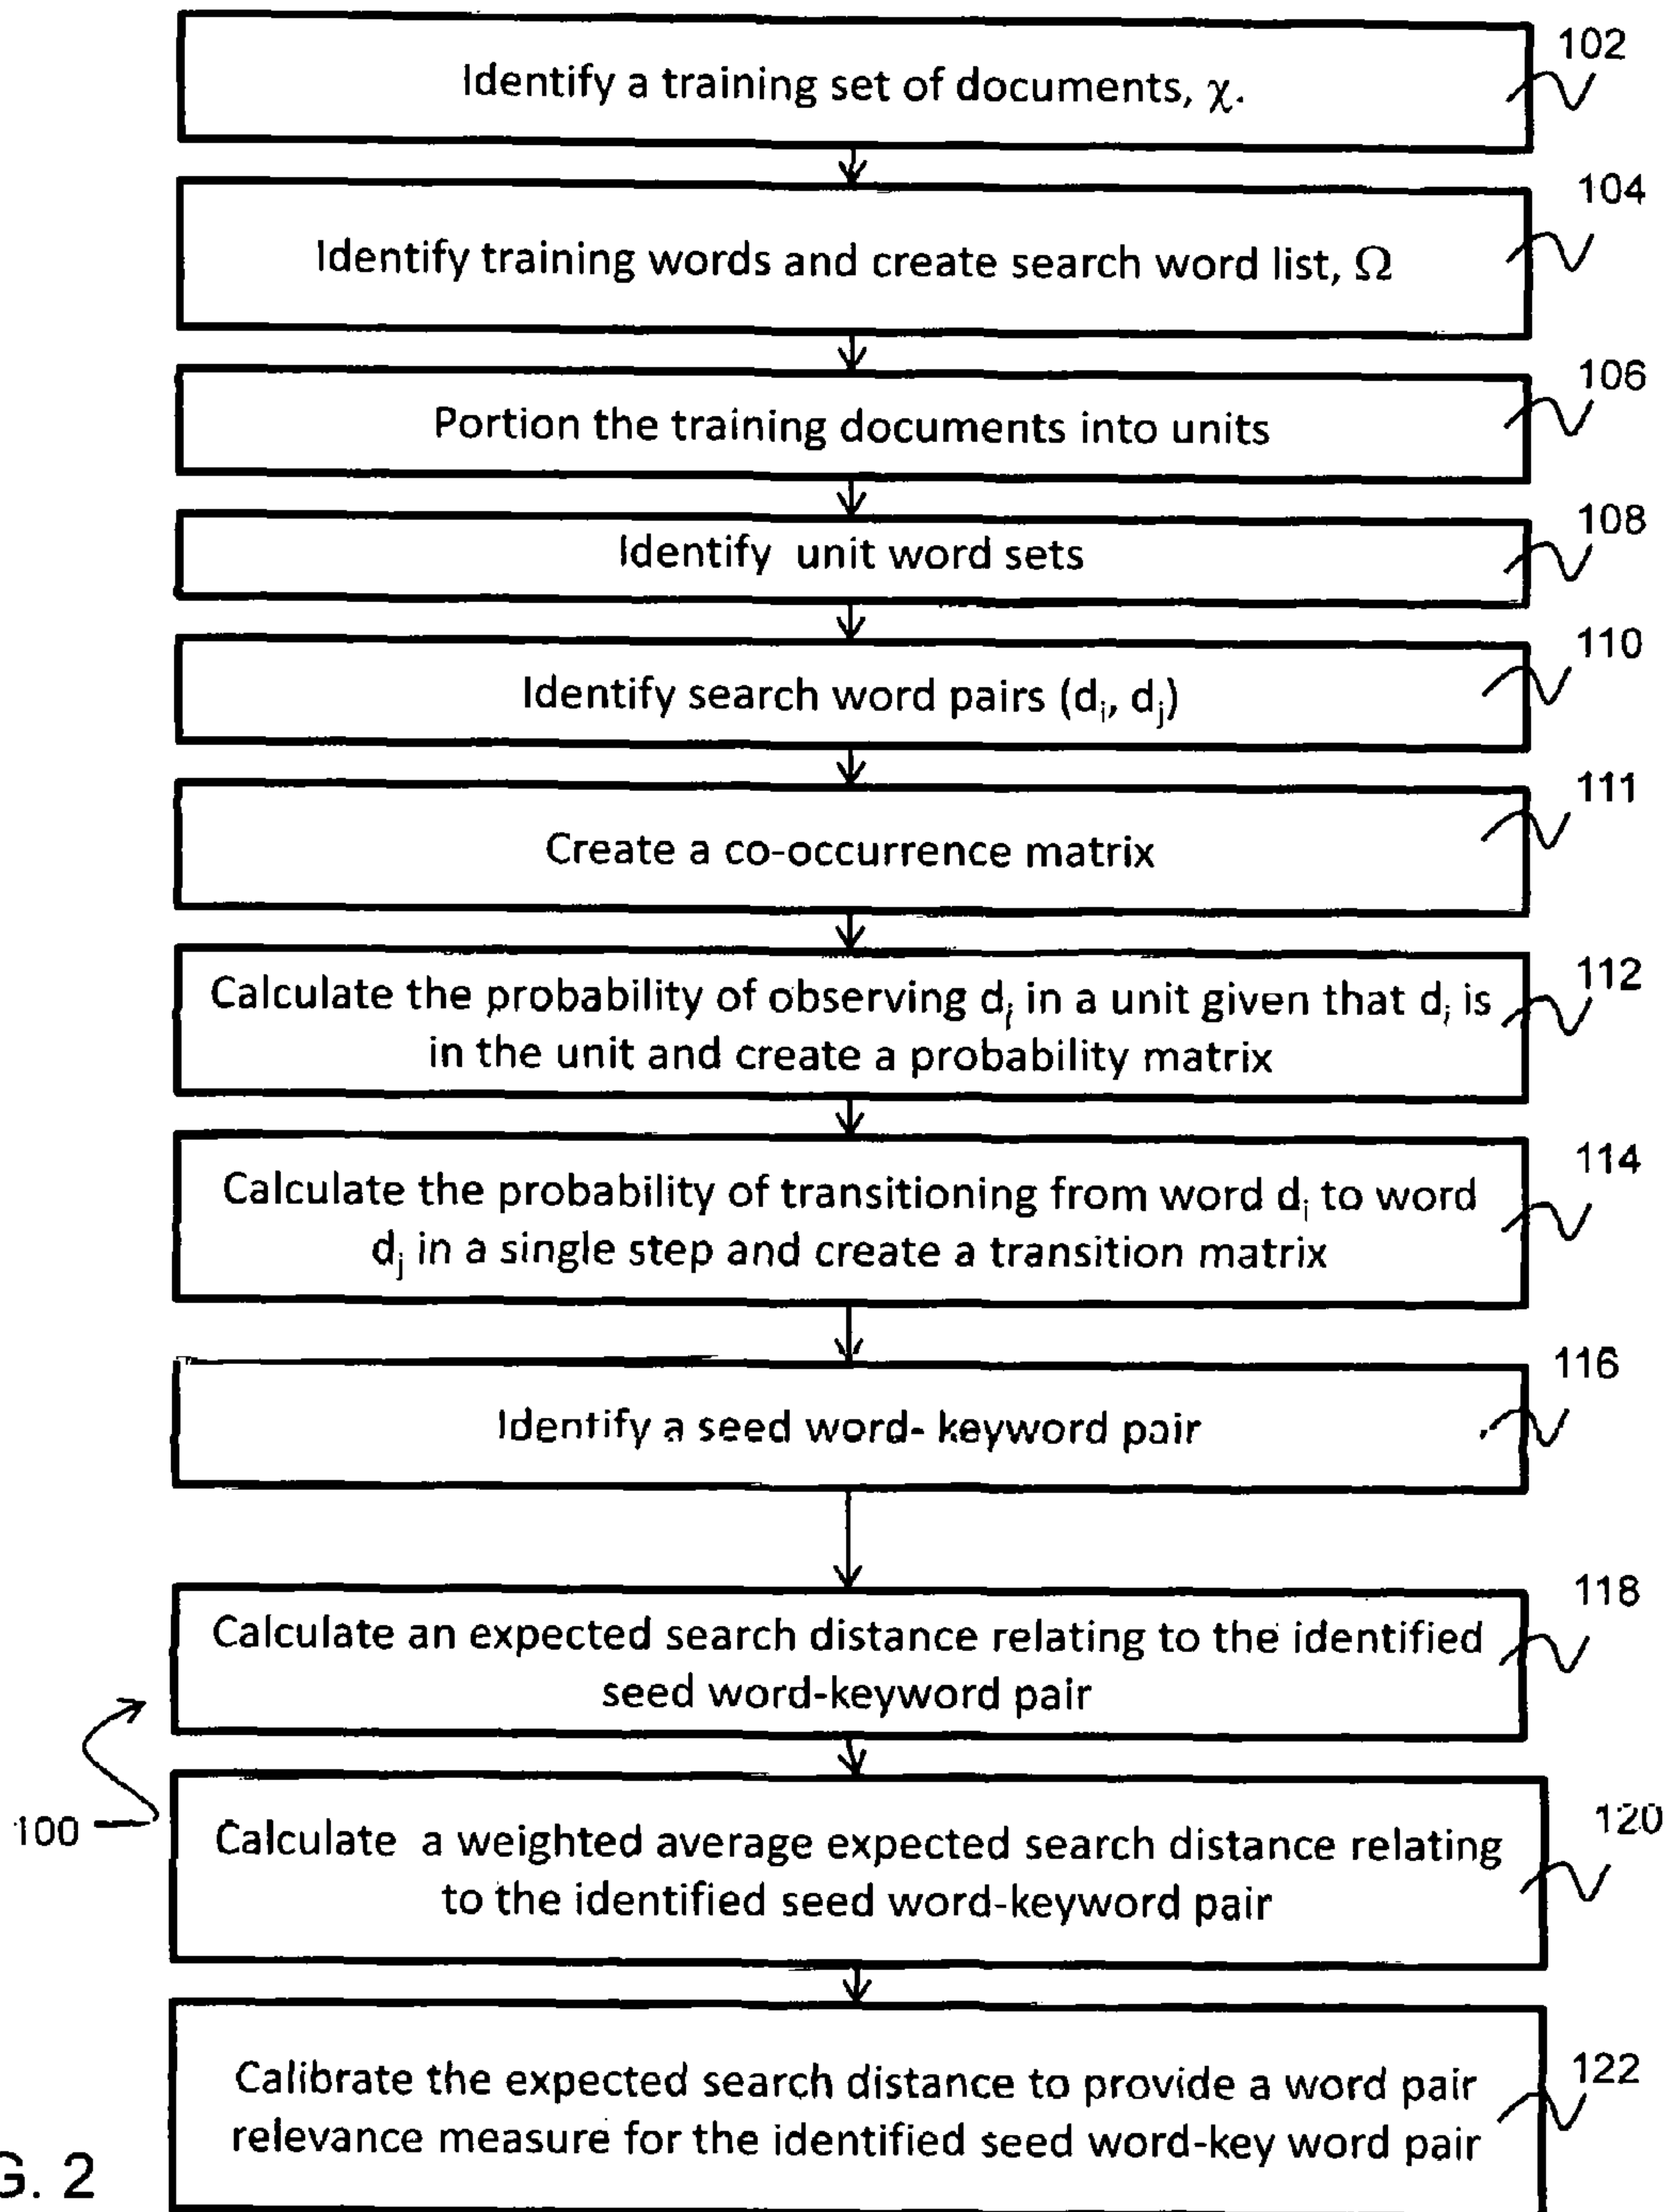 Identify a training set of documents, χ.
102
Identify training words and create search word list, Ω
104
Portion the training documents into units
106
Identify unit word sets
108
Identify search word pairs (di, dj)
110
Create a co-occurrence matrix
111
Calculate the probability of observing dj in a unit given that di is
in the unit and create a probability matrix
112
Calculate the probability of transitioning from word di to word
dj in a single step and create a transition matrix
114
Identify a seed word- keyword pair
116
Calculate an expected search distance relating to the identified
seed word-keyword pair
118
100
Calculate a weighted average expected search distance relating
to the identified seed word-keyword pair
120
Calibrate the expected search distance to provide a word pair
relevance measure for the identified seed word-key word pair
122
G. 2